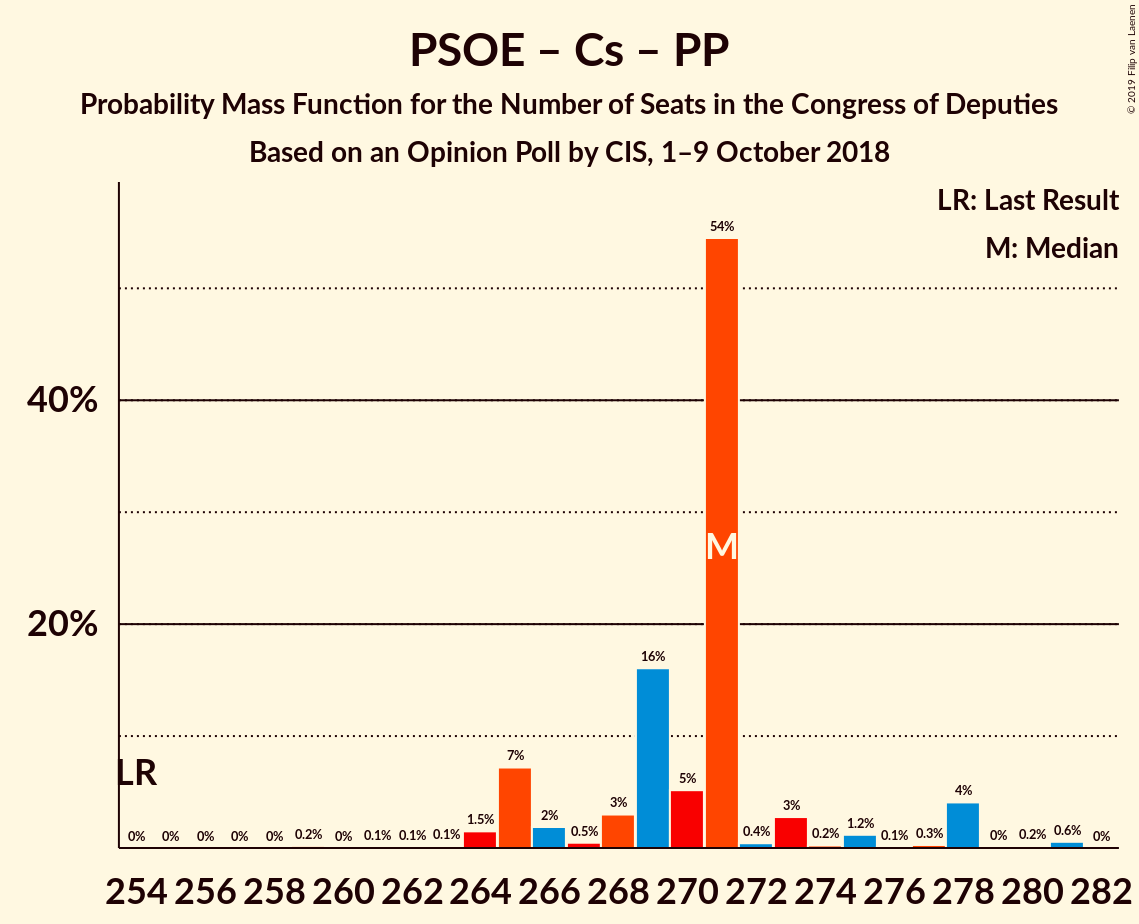 PSOE – Cs – PP
Probability Mass Function for the Number of Seats in the Congress of Deputies
Based on an Opinion Poll by CIS, 1–9 October 2018
© 2019 Filip van Laenen
LR: Last Result
M: Median
54%
40%
M
20%
16%
7%
LR
5%
4%
3%
3%
1.5%
2%
0.5%
0.4%
0.2%
1.2%
0.1%
0.3%
0%
0.2%
0.6%
0%
0% 0% 0% 0% 0% 0.2% 0% 0.1% 0.1% 0.1%
254 256 258 260 262 264 266 268 270 272 274 276 278 280 282